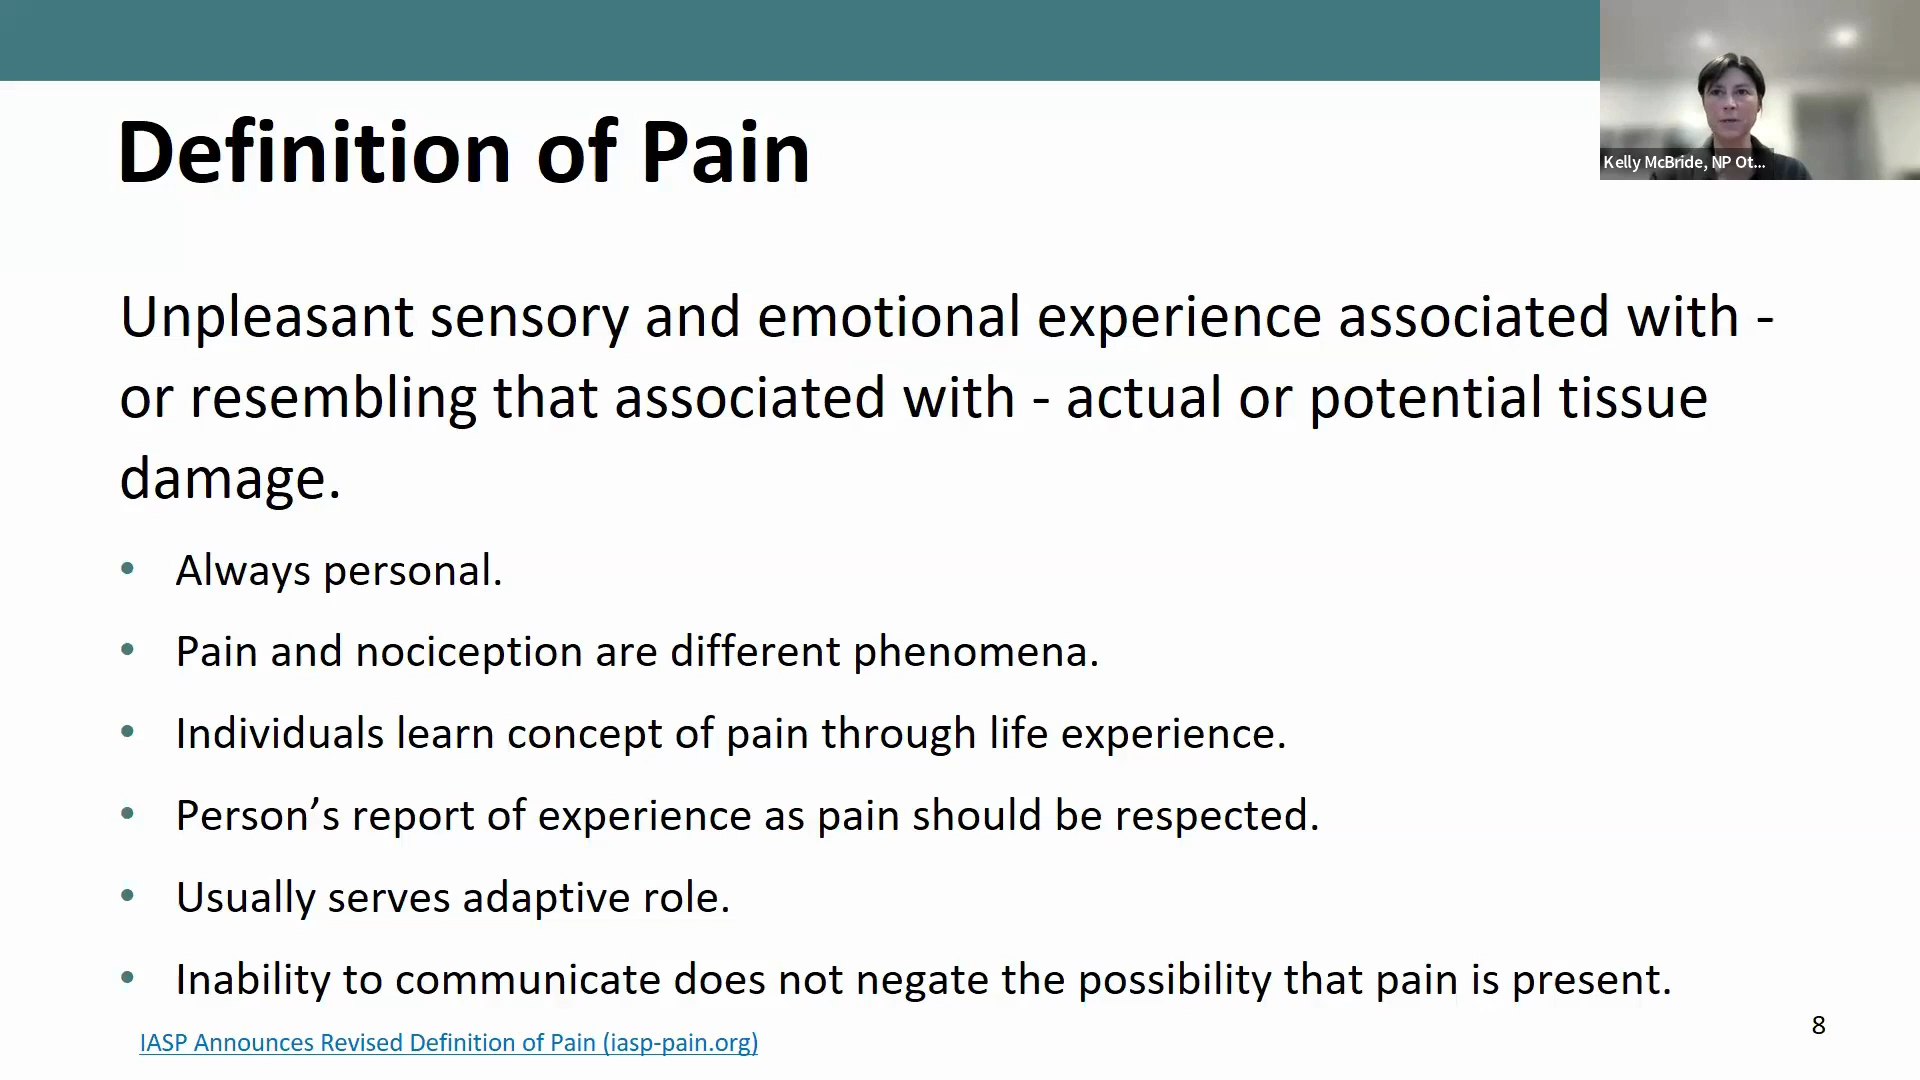 Kelly McBride, NP Ot...
Definition of Pain
Unpleasant sensory and emotional experience associated with -
or resembling that associated with - actual or potential tissue
damage.
• Always personal.
• Pain and nociception are different phenomena.
• Individuals learn concept of pain through life experience.
• Person’s report of experience as pain should be respected.
• Usually serves adaptive role.
• Inability to communicate does not negate the possibility that pain is present.
IASP Announces Revised Definition of Pain (iasp-pain.org)
8